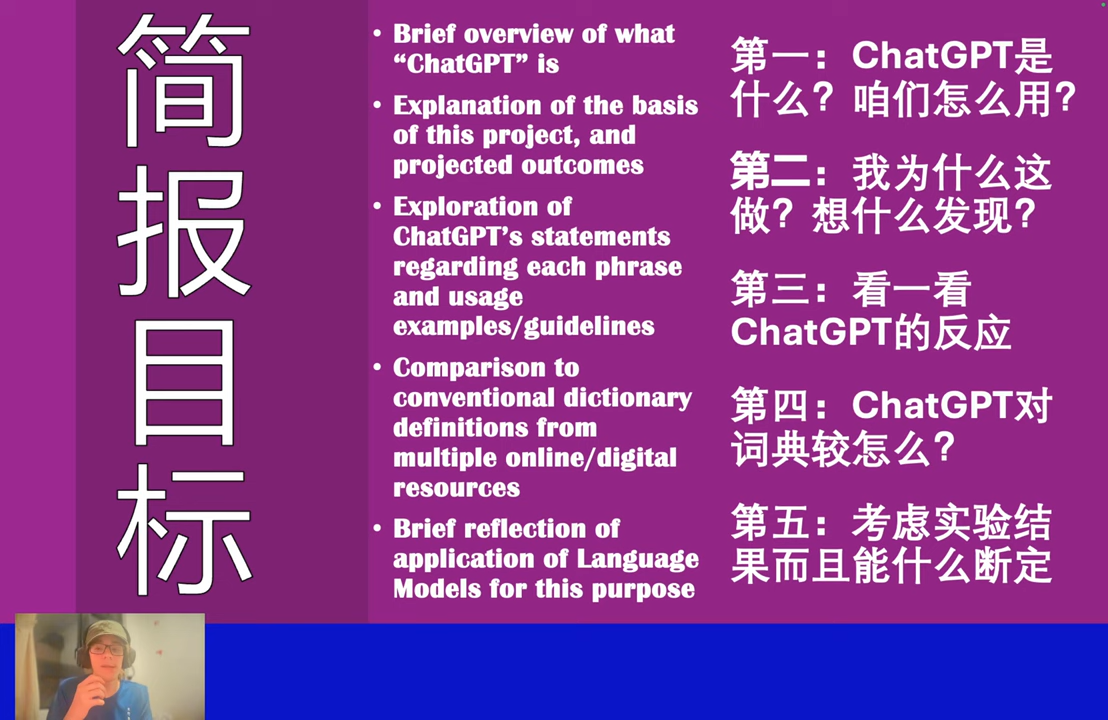 简报目标
• Brief overview of what
“ChatGPT” is
• Explanation of the basis
of this project, and
projected outcomes
• Exploration of
ChatGPT’s statements
regarding each phrase
and usage
examples/guidelines
• Comparison to
conventional dictionary
definitions from
multiple online/digital
resources
• Brief reflection of
application of Language
Models for this purpose
第一：ChatGPT是
什么？咱们怎么用？
第二：我为什么这
做？想什么发现？
第三：看一看
ChatGPT的反应
第四：ChatGPT对
词典较怎么？
第五：考虑实验结
果而且能什么断定